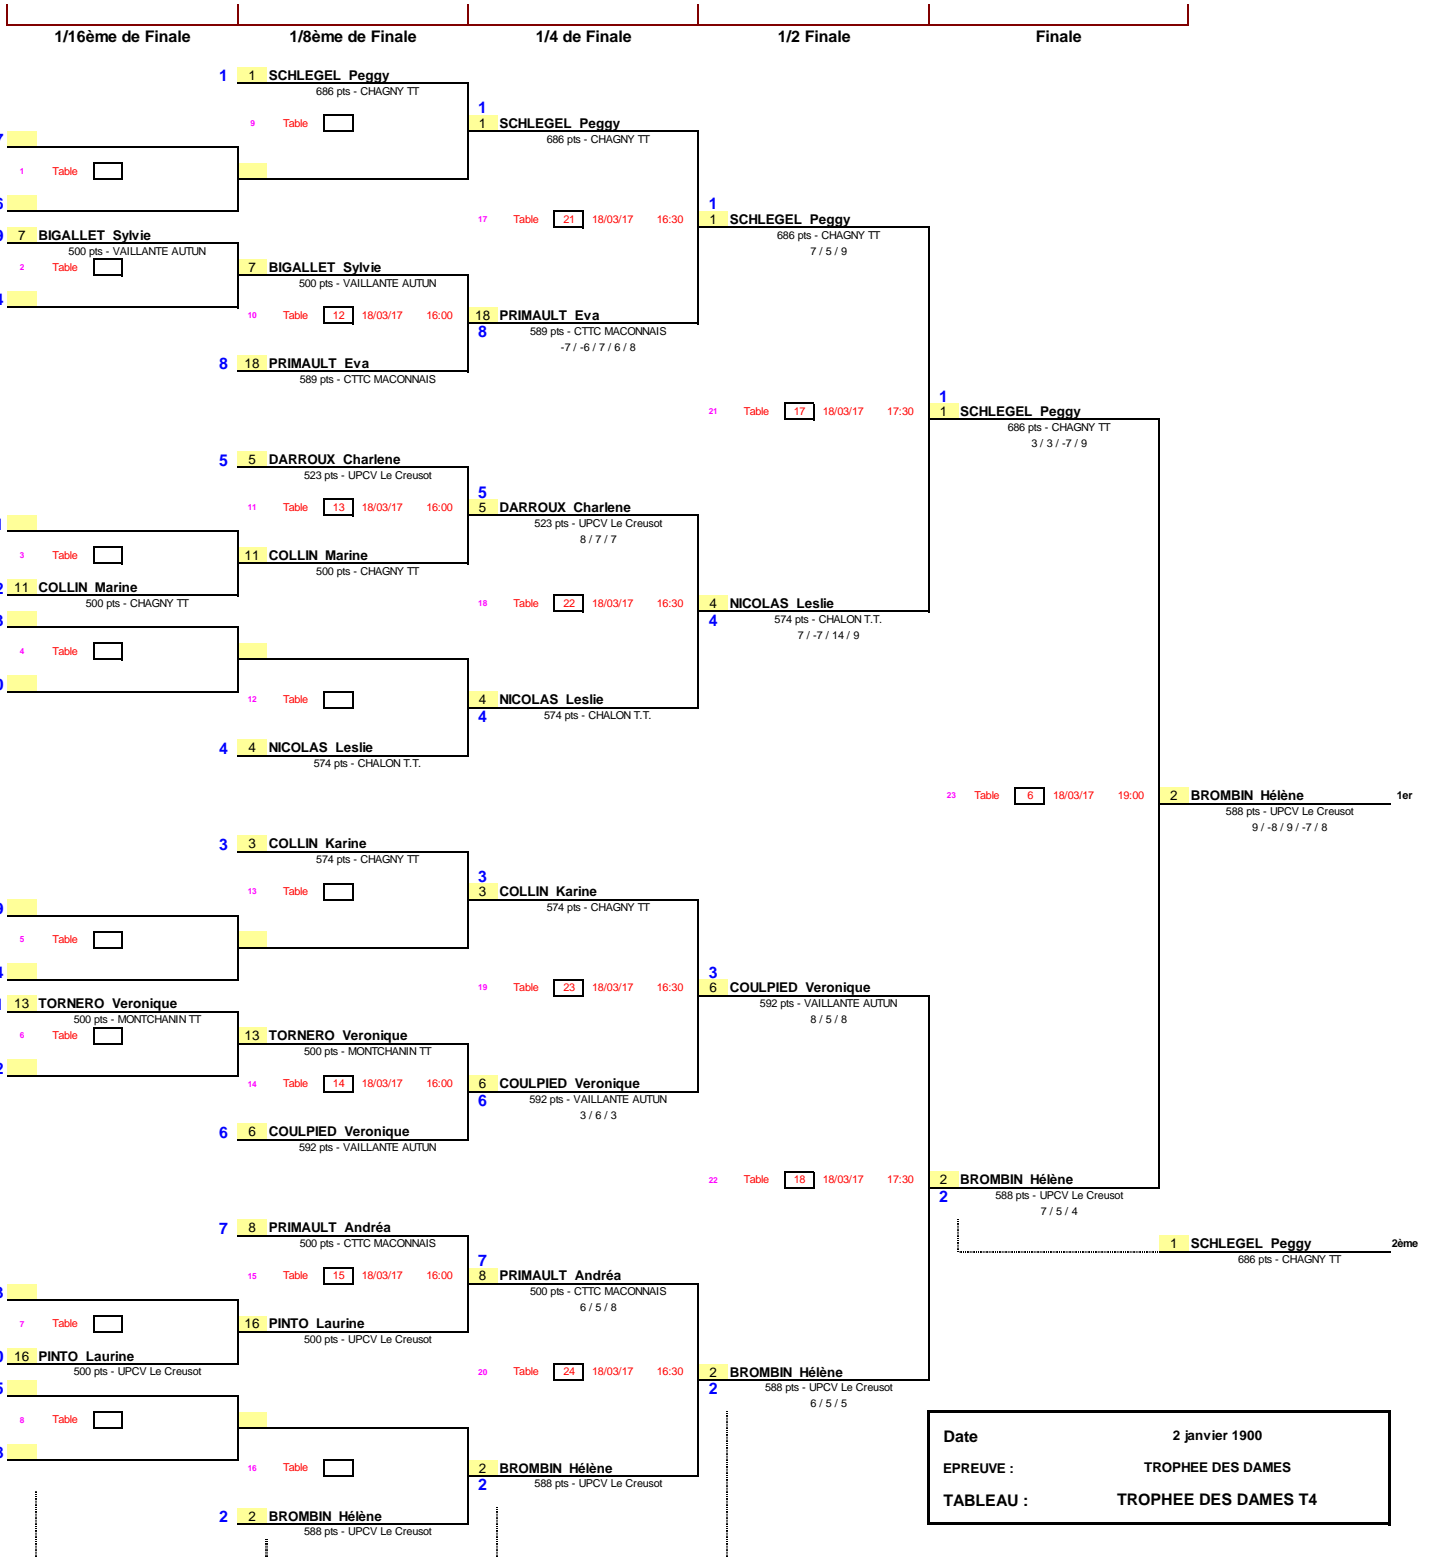 1/16ème de Finale 1/8ème de Finale 1/4 de Finale 1/2 Finale Finale
1 1 SCHLEGEL Peggy
686 pts - CHAGNY TT
9 Table
1
1 SCHLEGEL Peggy
686 pts - CHAGNY TT
1 Table
17 Table 21 18/03/17 16:30
1
1 SCHLEGEL Peggy
686 pts - CHAGNY TT
7 / 5 / 9
7 BIGALLET Sylvie
500 pts - VAILLANTE AUTUN
2 Table
7 BIGALLET Sylvie
500 pts - VAILLANTE AUTUN
10 Table 12 18/03/17 16:00
18 PRIMAULT Eva
8 589 pts - CTTC MACONNAIS
-7 / -6 / 7 / 6 / 8
8 18 PRIMAULT Eva
589 pts - CTTC MACONNAIS
21 Table 17 18/03/17 17:30
1
1 SCHLEGEL Peggy
686 pts - CHAGNY TT
3 / 3 / -7 / 9
5 5 DARROUX Charlene
523 pts - UPCV Le Creusot
11 Table 13 18/03/17 16:00
5
5 DARROUX Charlene
523 pts - UPCV Le Creusot
8 / 7 / 7
3 Table
11 COLLIN Marine
500 pts - CHAGNY TT
11 COLLIN Marine
500 pts - CHAGNY TT
18 Table 22 18/03/17 16:30
4 NICOLAS Leslie
4 574 pts - CHALON T.T.
7 / -7 / 14 / 9
4 Table
12 Table
4 NICOLAS Leslie
4 574 pts - CHALON T.T.
4 4 NICOLAS Leslie
574 pts - CHALON T.T.
23 Table 6 18/03/17 19:00
2 BROMBIN Hélène 1er
588 pts - UPCV Le Creusot
9 / -8 / 9 / -7 / 8
3 3 COLLIN Karine
574 pts - CHAGNY TT
13 Table
3
3 COLLIN Karine
574 pts - CHAGNY TT
5 Table
19 Table 23 18/03/17 16:30
3
6 COULPIED Veronique
592 pts - VAILLANTE AUTUN
8 / 5 / 8
13 TORNERO Veronique
500 pts - MONTCHANIN TT
6 Table
13 TORNERO Veronique
500 pts - MONTCHANIN TT
14 Table 14 18/03/17 16:00
6 COULPIED Veronique
6 592 pts - VAILLANTE AUTUN
3 / 6 / 3
6 6 COULPIED Veronique
592 pts - VAILLANTE AUTUN
22 Table 18 18/03/17 17:30
2 BROMBIN Hélène
2 588 pts - UPCV Le Creusot
7 / 5 / 4
7 8 PRIMAULT Andréa
500 pts - CTTC MACONNAIS
1 SCHLEGEL Peggy 2ème
686 pts - CHAGNY TT
15 Table 15 18/03/17 16:00
7
8 PRIMAULT Andréa
500 pts - CTTC MACONNAIS
6 / 5 / 8
7 Table
16 PINTO Laurine
500 pts - UPCV Le Creusot
16 PINTO Laurine
500 pts - UPCV Le Creusot
20 Table 24 18/03/17 16:30
2 BROMBIN Hélène
2 588 pts - UPCV Le Creusot
6 / 5 / 5
8 Table
16 Table
2 BROMBIN Hélène
2 588 pts - UPCV Le Creusot
2 2 BROMBIN Hélène
588 pts - UPCV Le Creusot
Date 2 janvier 1900
EPREUVE : TROPHEE DES DAMES
TABLEAU : TROPHEE DES DAMES T4